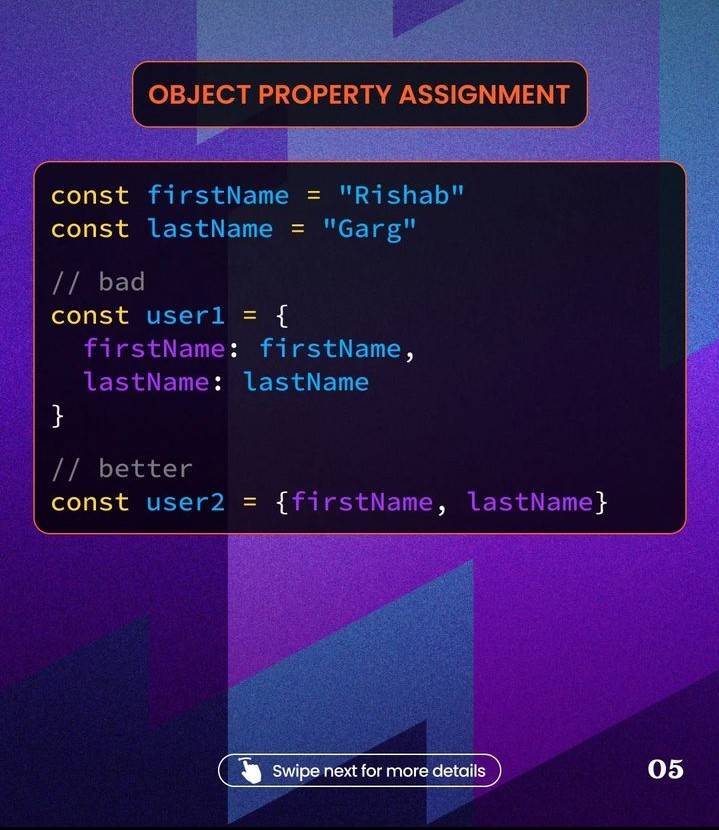 OBJECT PROPERTY ASSIGNMENT
const firstName = "Rishab"
const lastName = "Garg"
// bad
const user1 = {
  firstName: firstName,
  lastName: lastName
}
// better
const user2 = {firstName, lastName}
Swipe next for more details
05